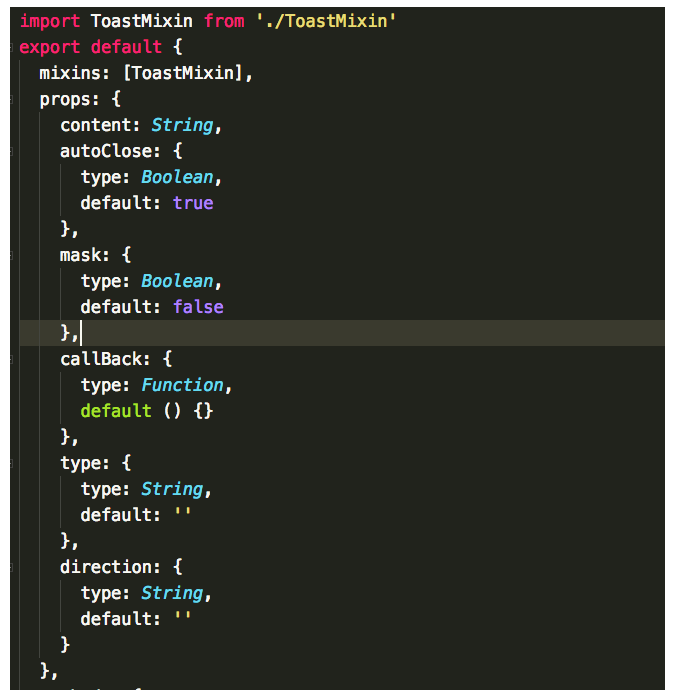 import ToastMixin from './ToastMixin'
export default {
  mixins: [ToastMixin],
  props: {
    content: String,
    autoClose: {
      type: Boolean,
      default: true
    },
    mask: {
      type: Boolean,
      default: false
    },
    callBack: {
      type: Function,
      default () {}
    },
    type: {
      type: String,
      default: ''
    },
    direction: {
      type: String,
      default: ''
    }
  },